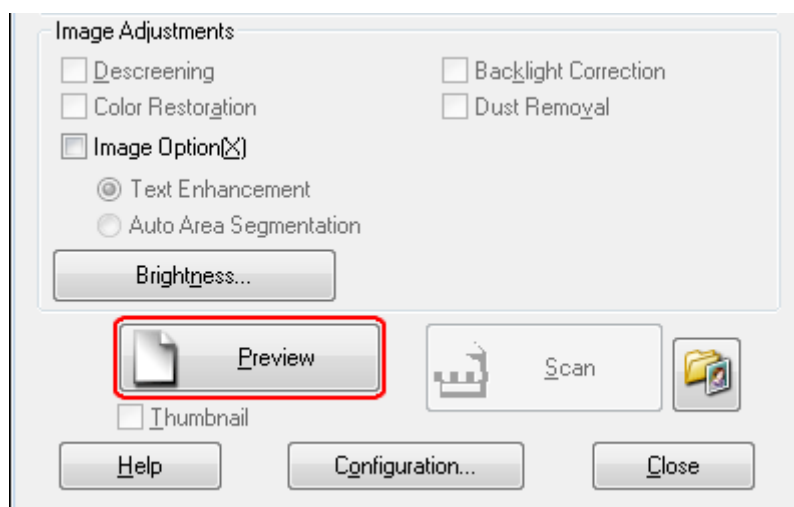 Image Adjustments
Descreening
Backlight Correction
Color Restoration
Dust Removal
Image Option(X)
Text Enhancement
Auto Area Segmentation
Brightness...
Preview
Scan
Thumbnail
Help
Configuration...
Close